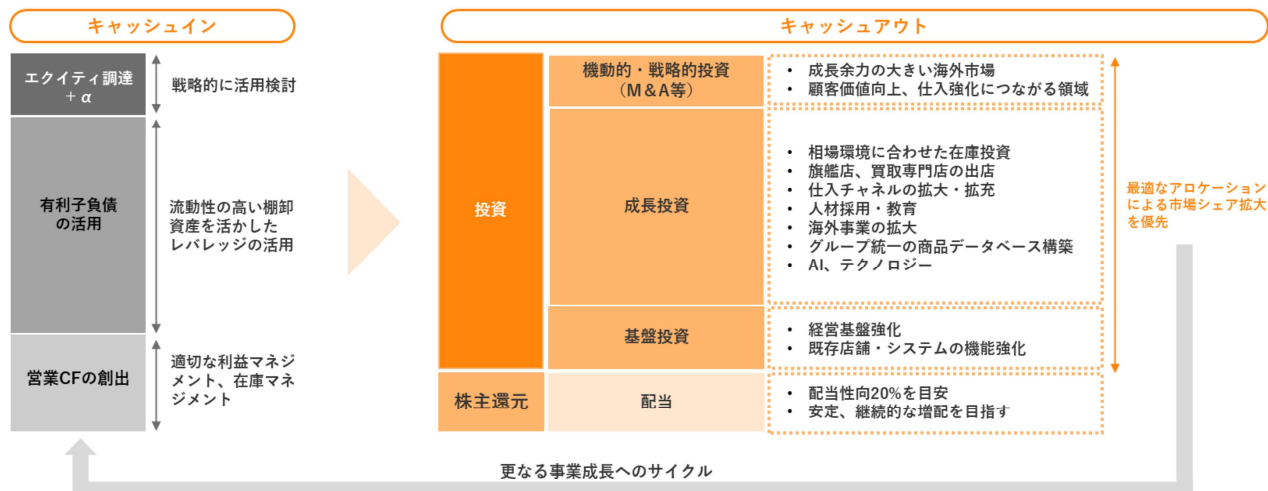 キャッシュイン
エクイティ調達
+ α
戦略的に活用検討
有利子負債
の活用
流動性の高い棚卸
資産を活かした
レバレッジの活用
営業CFの創出
適切な利益マネジ
メント、在庫マネ
ジメント
キャッシュアウト
投資
機動的・戦略的投資
（M＆A等）
• 成長余力の大きい海外市場
• 顧客価値向上、仕入強化につながる領域
成長投資
• 相場環境に合わせた在庫投資
• 旗艦店、買取専門店の出店
• 仕入チャネルの拡大・拡充
• 人材採用・教育
• 海外事業の拡大
• グループ統一の商品データベース構築
• AI、テクノロジー
基盤投資
• 経営基盤強化
• 既存店舗・システムの機能強化
株主還元
配当
• 配当性向20%を目安
• 安定、継続的な増配を目指す
最適なアロケーション
による市場シェア拡大
を優先
更なる事業成長へのサイクル